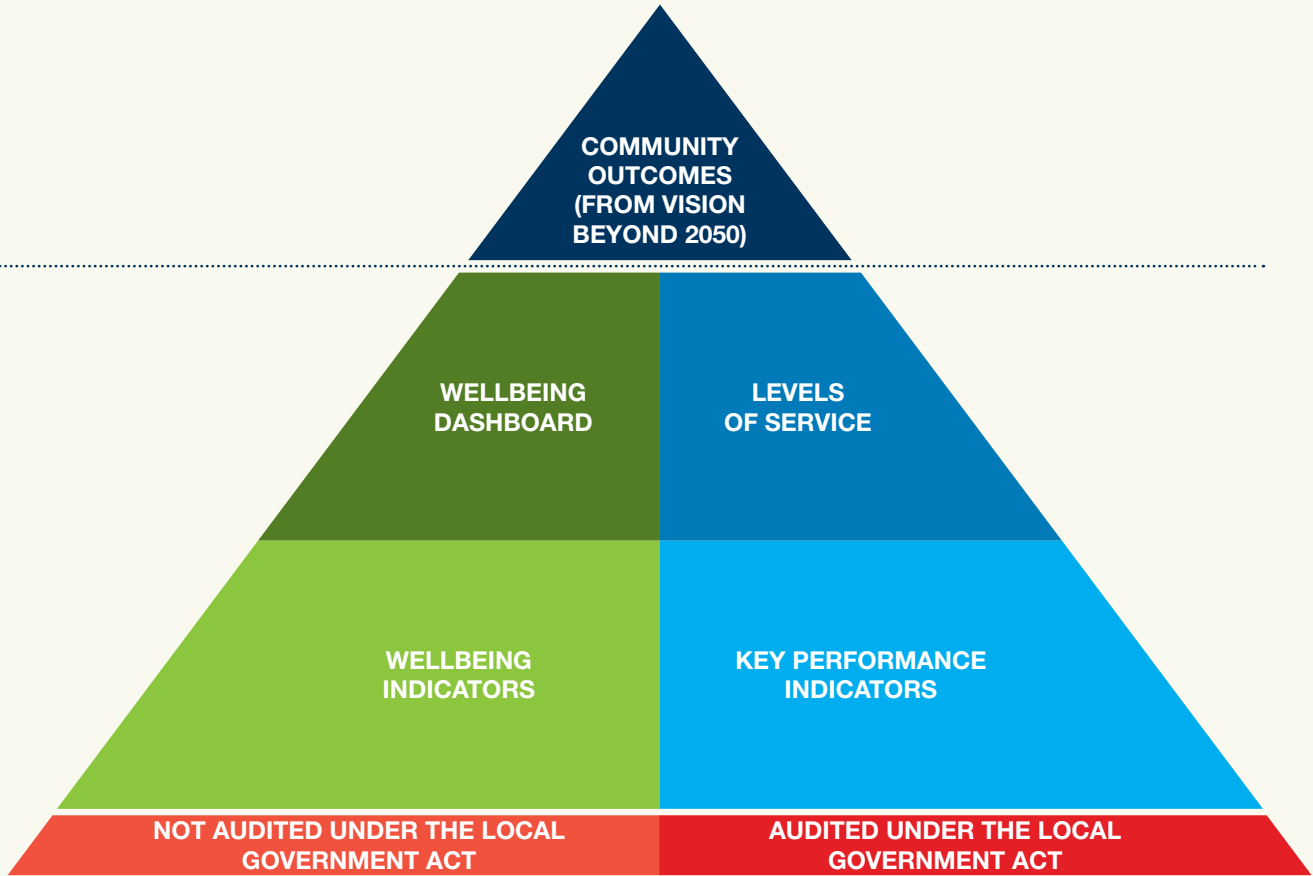 COMMUNITY
OUTCOMES
(FROM VISION
BEYOND 2050)
WELLBEING
DASHBOARD
LEVELS
OF SERVICE
WELLBEING
INDICATORS
KEY PERFORMANCE
INDICATORS
NOT AUDITED UNDER THE LOCAL
GOVERNMENT ACT
AUDITED UNDER THE LOCAL
GOVERNMENT ACT